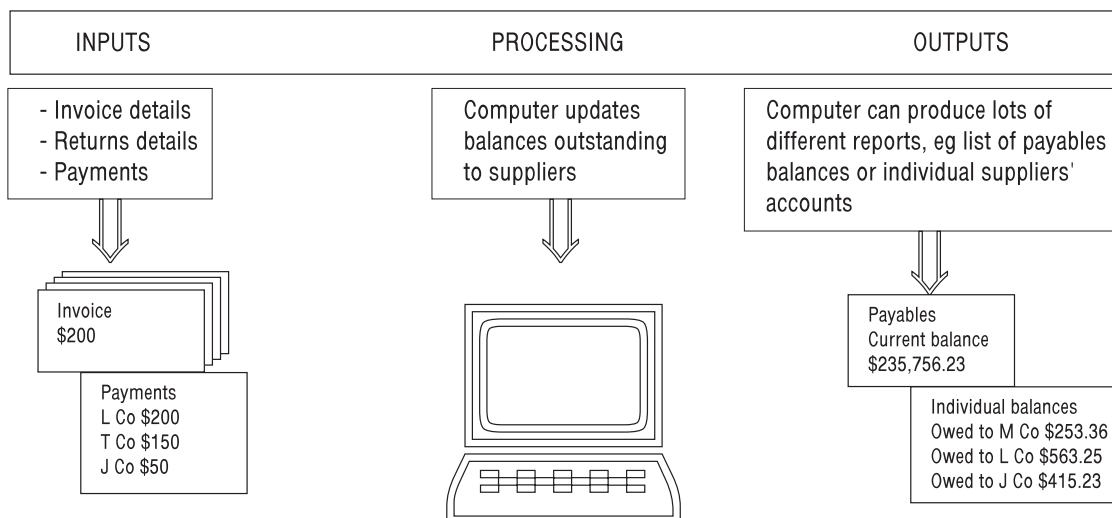 INPUTS
PROCESSING
OUTPUTS
- Invoice details
- Returns details
- Payments
Computer updates
balances outstanding
to suppliers
Computer can produce lots of
different reports, eg list of payables
balances or individual suppliers'
accounts
Invoice
$200
Payments
L Co $200
T Co $150
J Co $50
Payables
Current balance
$235,756.23
Individual balances
Owed to M Co $253.36
Owed to L Co $563.25
Owed to J Co $415.23